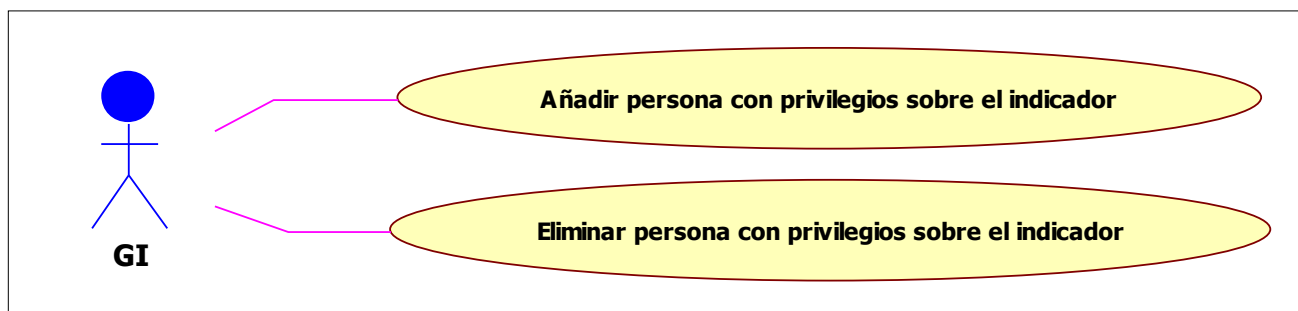 Añadir persona con privilegios sobre el indicador
Eliminar persona con privilegios sobre el indicador
GI